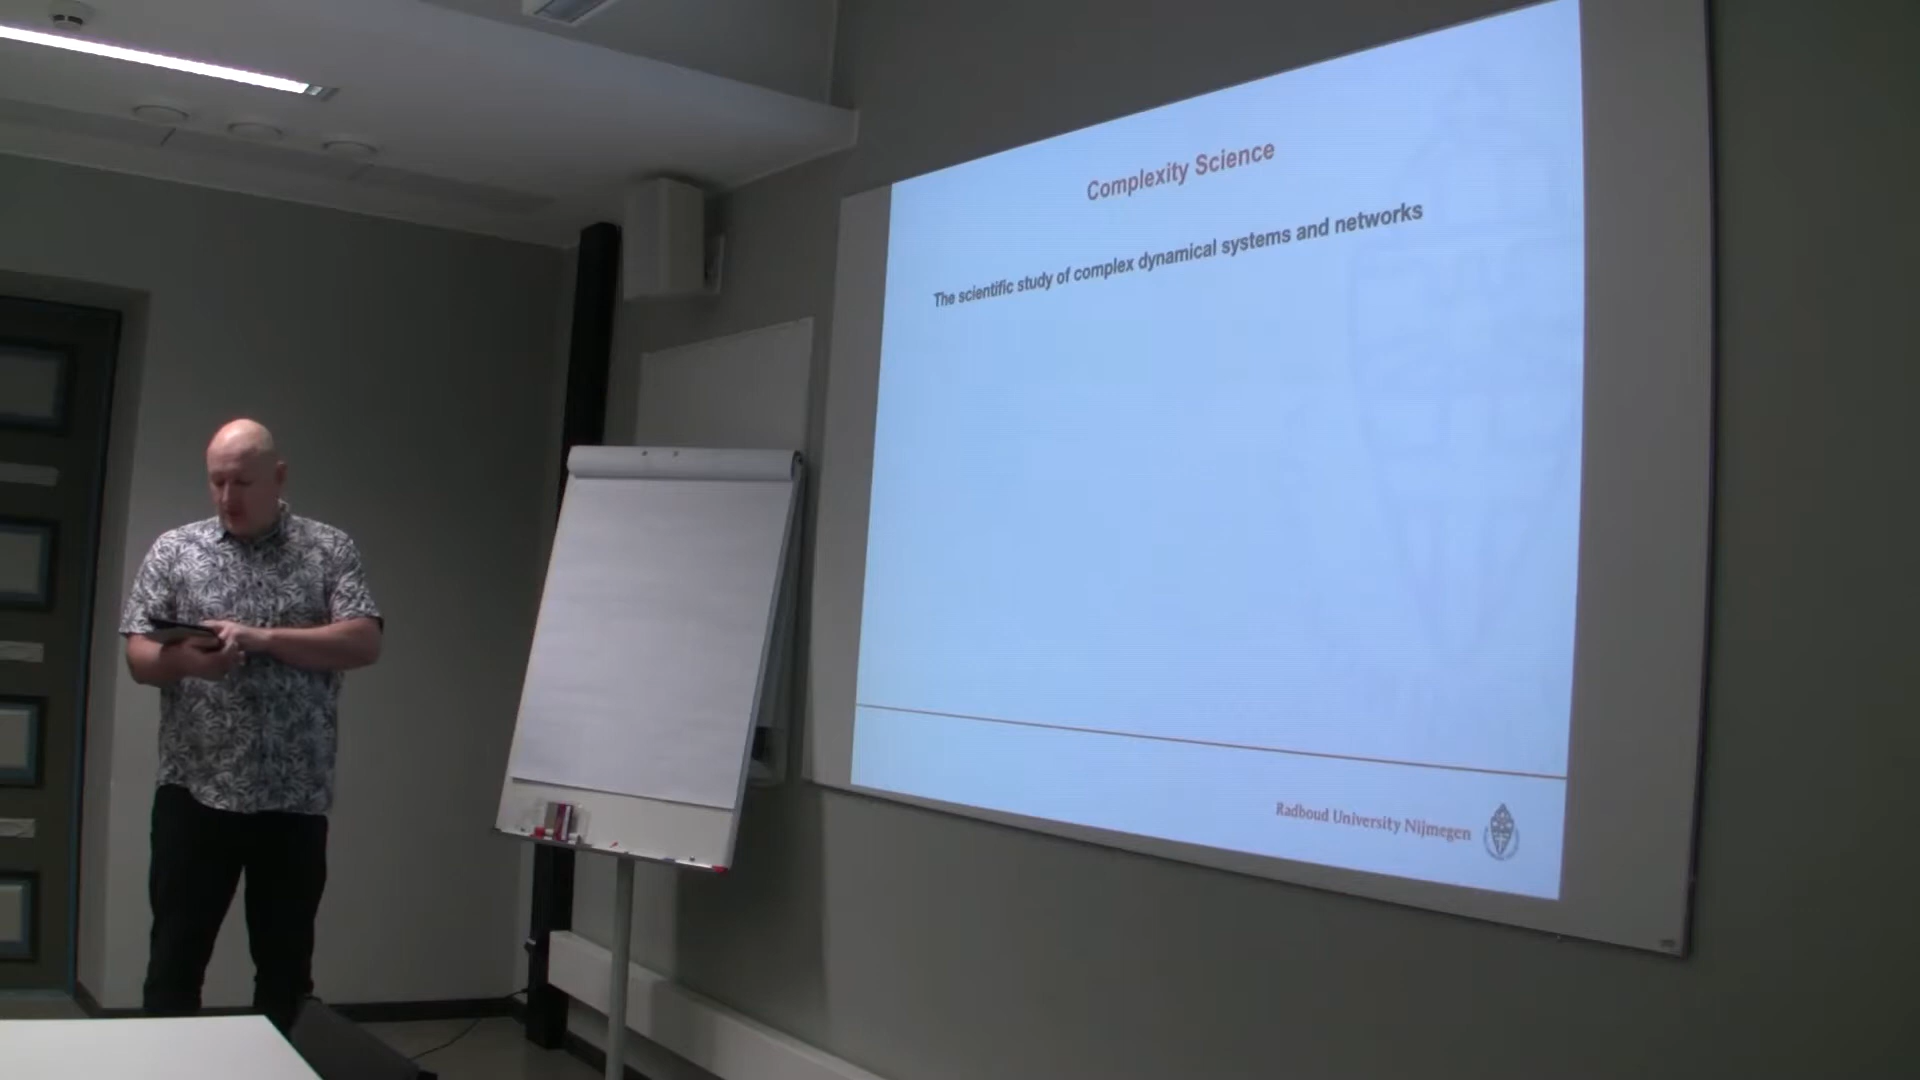 Complexity Science
The scientific study of complex dynamical systems and networks
Radboud University Nijmegen